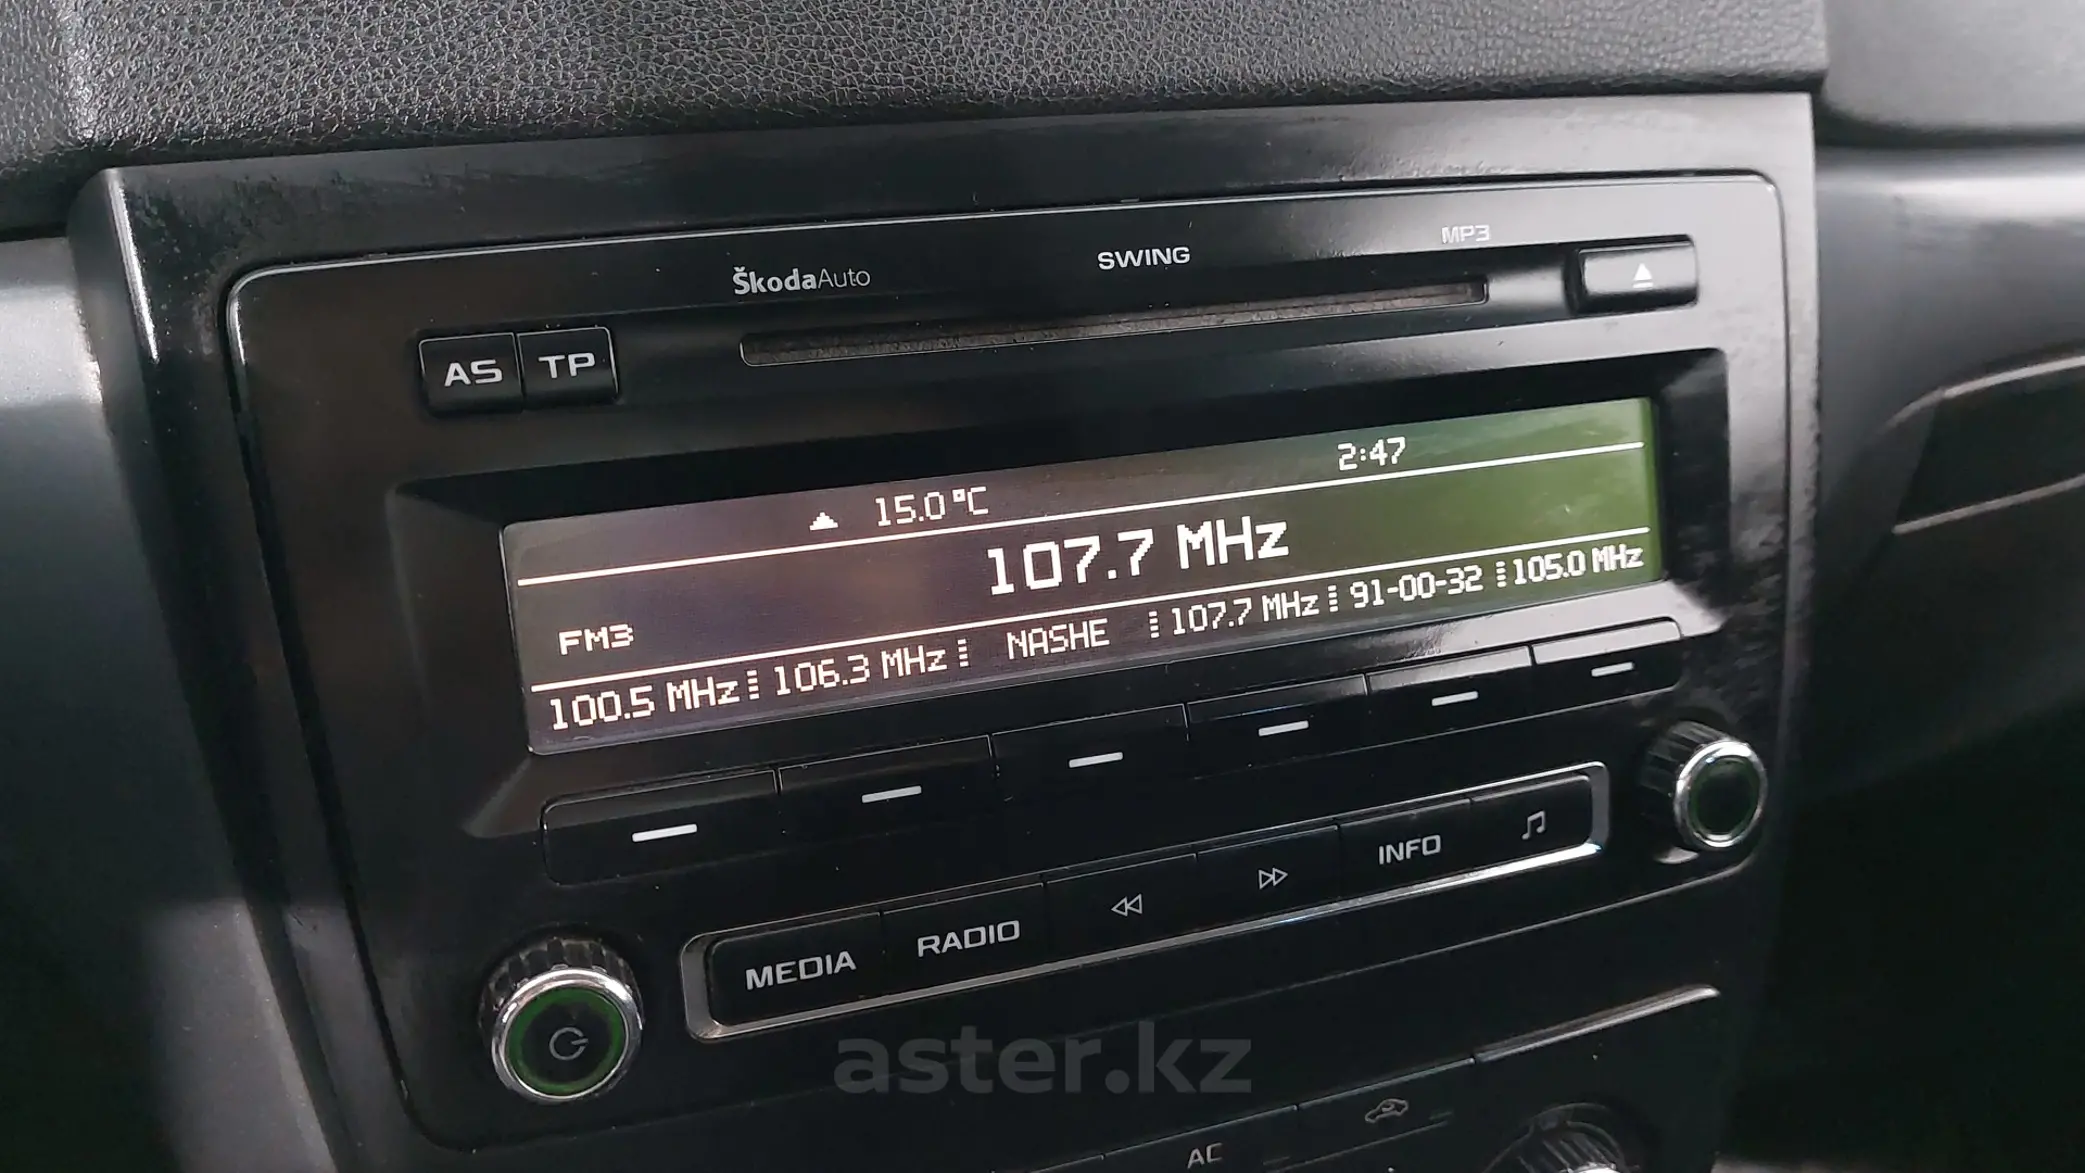 ŠkodaAuto
SWING
MP3
AS
TP
15.0 °C
2:47
107.7 MHz
FM3
100.5 MHz 106.3 MHz NASHE 107.7 MHz 91-00-32 105.0 MHz
MEDIA
RADIO
INFO
aster.kz
AC